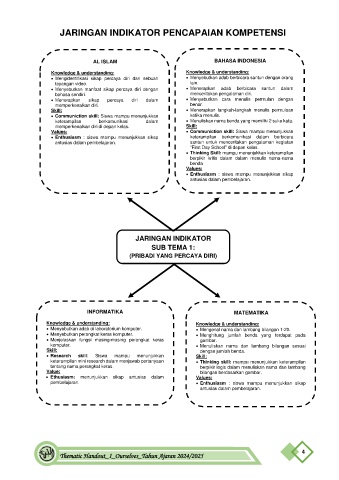 JARINGAN INDIKATOR PENCAPAIAN KOMPETENSI
AL ISLAM
Knowledge & understanding:
• Mengidentifikasi sikap percaya diri dari sebuah
tayangan video.
• Menyebutkan manfaat sikap percaya diri dengan
bahasa sendiri.
• Menerapkan sikap percaya diri dalam
memperkenalkan diri.
Skill:
• Communication skill: Siswa mampu menunjukkan
keterampilan berkomunikasi dalam
memperkenalkan diri di depan kelas.
Values:
• Enthusiasm : siswa mampu menunjukkan sikap
antusias dalam pembelajaran.
BAHASA INDONESIA
Knowledge & understanding:
• Menyebutkan adab berbicara santun dengan orang
lain.
• Menerapkan adab berbicara santun dalam
menceritakan pengalaman diri.
• Menyebutkan cara menulis permulaan dengan
benar.
• Menerapkan langkah-langkah menulis permulaan
ketika menulis.
• Menuliskan nama benda yang memiliki 2 suku kata.
Skill:
• Communication skill: Siswa mampu menunjukkan
keterampilan berkomunikasi dalam berbicara
santun untuk menceritakan pengalaman kegiatan
"First Day School" di depan kelas.
• Thinking Skill: mampu menunjukkan keterampilan
berpikir kritis dalam dalam menulis nama-nama
benda.
Values:
• Enthusiasm : siswa mampu menunjukkan sikap
antusias dalam pembelajaran.
JARINGAN INDIKATOR
SUB TEMA 1:
(PRIBADI YANG PERCAYA DIRI)
INFORMATIKA
Knowledge & understanding:
• Menyebutkan adab di laboratorium komputer.
• Menyebutkan perangkat keras komputer.
• Menjelaskan fungsi masing-masing perangkat keras
komputer.
Skill:
• Research skill: Siswa mampu menunjukkan
keterampilan mini research dalam menjawab pertanyaan
tentang nama perangkat keras.
Value:
• Ethusiasm: menunjukkan sikap antusias dalam
pembelajaran
MATEMATIKA
Knowledge & understanding:
• Mengenal nama dan lambang bilangan 1-20.
• Menghitung jumlah benda yang terdapat pada
gambar.
• Menuliskan nama dan lambang bilangan sesuai
dengan jumlah benda.
Skill:
• Thinking skill: mampu menunjukkan keterampilan
berpikir logis dalam menuliskan nama dan lambang
bilangan berdasarkan gambar.
Values:
• Enthusiasm : siswa mampu menunjukkan sikap
antusias dalam pembelajaran.
Thematic Handout_1_Ourselves_Tahun Ajaran 2024/2025
4